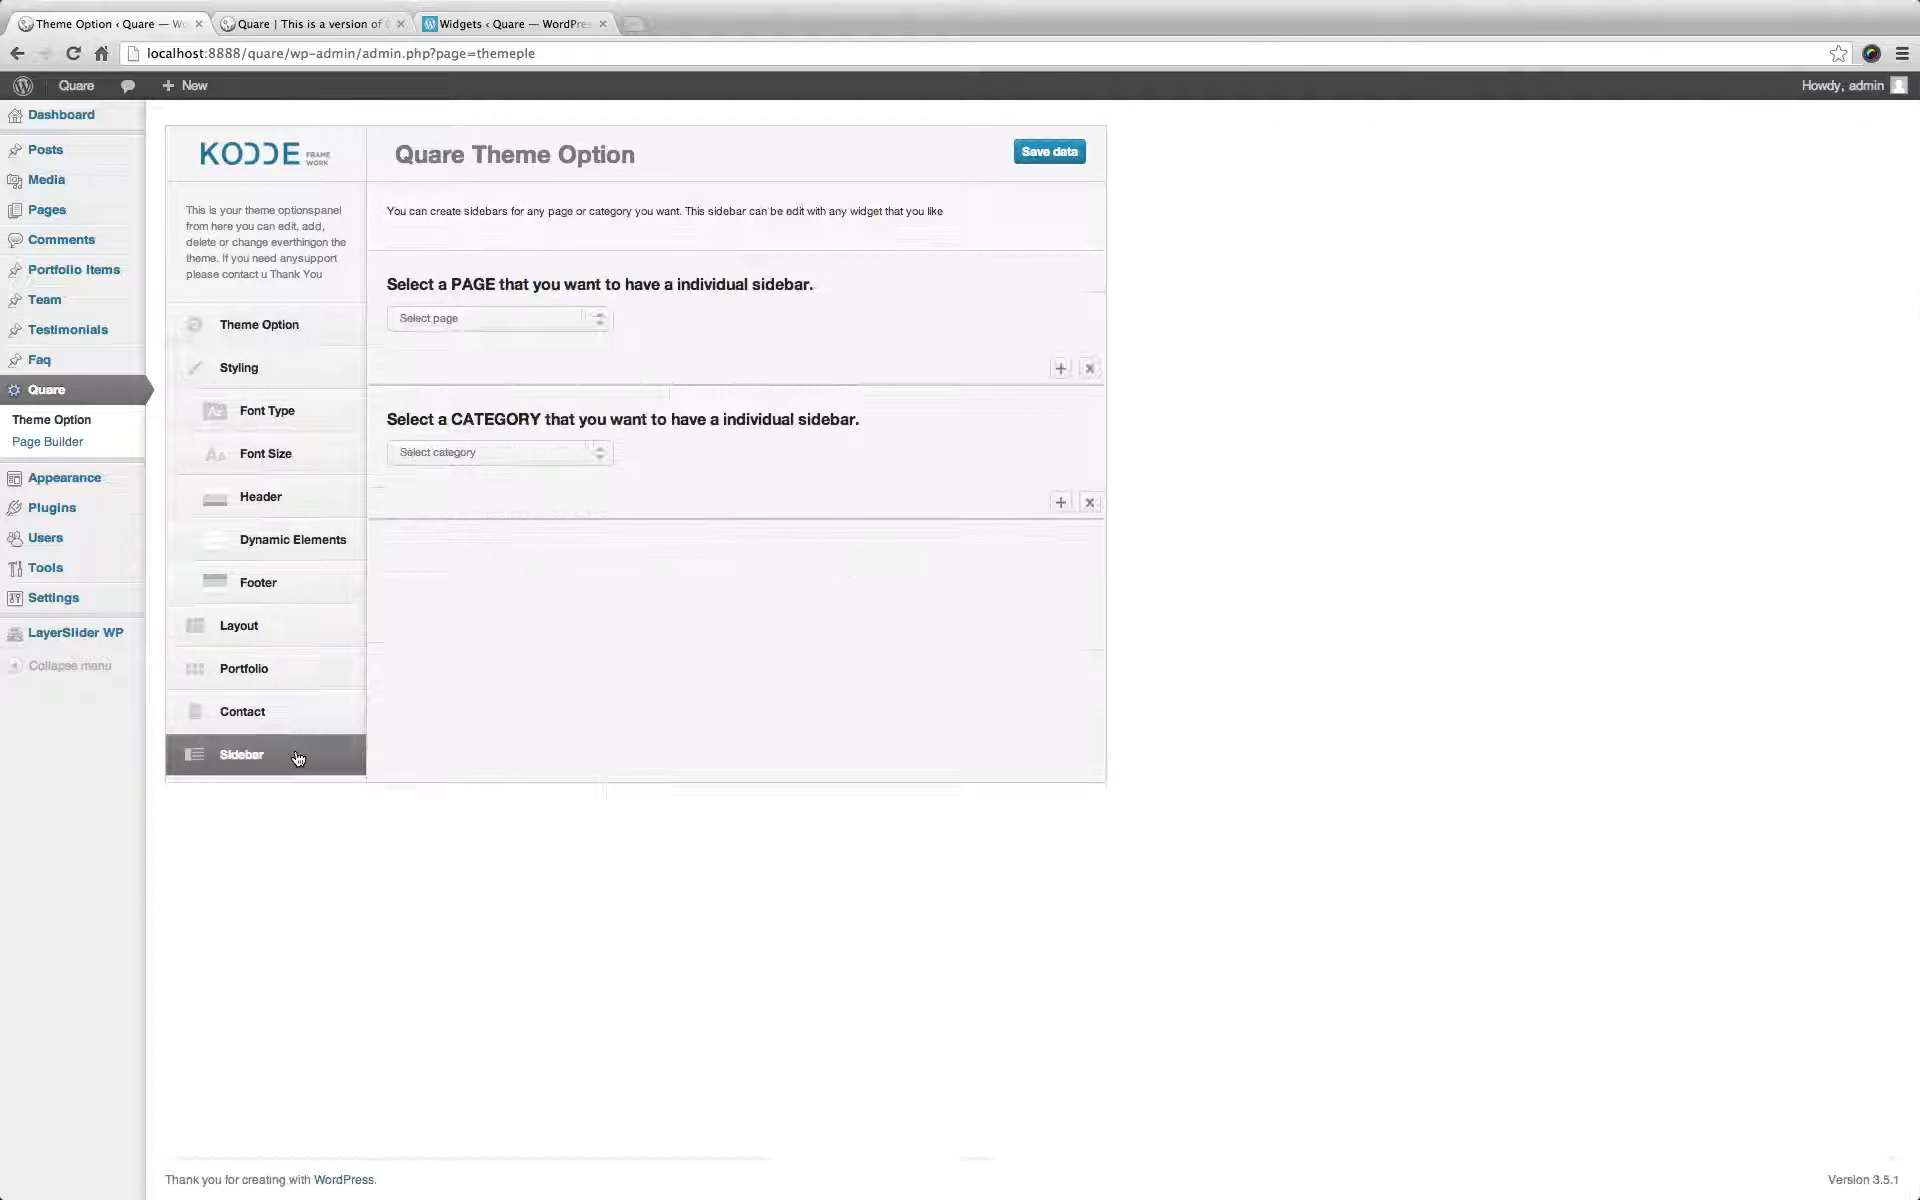 Theme Option ‹ Quare — Wo
Quare | This is a version of
Widgets ‹ Quare — WordPres
localhost:8888/quare/wp-admin/admin.php?page=themeple
Quare
New
Howdy, admin
Dashboard
Posts
Media
Pages
Comments
Portfolio Items
Team
Testimonials
Faq
Quare
Theme Option
Page Builder
Appearance
Plugins
Users
Tools
Settings
LayerSlider WP
Collapse menu
KODDE FRAME WORK
Quare Theme Option
Save data
This is your theme optionspanel
from here you can edit, add,
delete or change everthingon the
theme. If you need anysupport
please contact u Thank You
Theme Option
Styling
Font Type
Font Size
Header
Dynamic Elements
Footer
Layout
Portfolio
Contact
Sidebar
You can create sidebars for any page or category you want. This sidebar can be edit with any widget that you like
Select a PAGE that you want to have a individual sidebar.
Select page
Select a CATEGORY that you want to have a individual sidebar.
Select category
Thank you for creating with WordPress.
Version 3.5.1